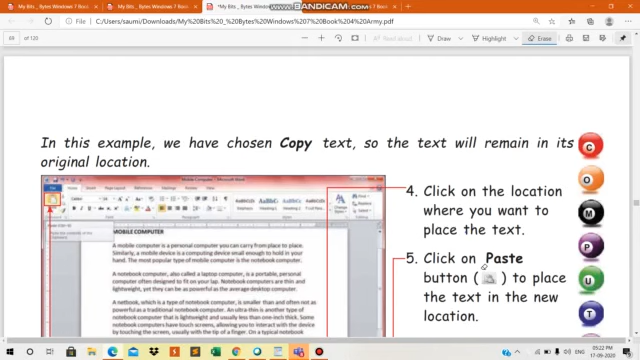 My Bits _ Bytes Windows 7 Book
My Bits _ Bytes Windows 7 Book
*My Bits _ Bytes Windows 7 Book
www.BANDICAM.com
File
C:/Users/saumi/Downloads/My%20Bits%20_%20Bytes%20Windows%207%20Book%204%20Army.pdf
of 120
Read aloud
Draw
Highlight
Erase
In this example, we have chosen Copy text, so the text will remain in its
original location.
Mobile Computer - Microsoft Word
MOBILE COMPUTER
A mobile computer is a personal computer you can carry from place to place.
Similarly, a mobile device is a computing device small enough to hold in your
hand. The most popular type of mobile computer is the notebook computer.
A notebook computer, also called a laptop computer, is a portable, personal
computer often designed to fit on your lap. Notebook computers are thin and
lightweight, yet they can be as powerful as the average desktop computer.
A netbook, which is a type of notebook computer, is smaller than and often not as
powerful as a traditional notebook computer. An ultra-thin is another type of
notebook computer that is lightweight and usually less than one-inch thick. Some
notebook computers have touch screens, allowing you to interact with the device
by touching the screen, usually with the tip of a finger. On a typical notebook
4. Click on the location
where you want to
place the text.
5. Click on Paste
button ( ) to place
the text in the new
location.
C
O
M
P
U
T
ENG
05:22 PM
17-09-2020